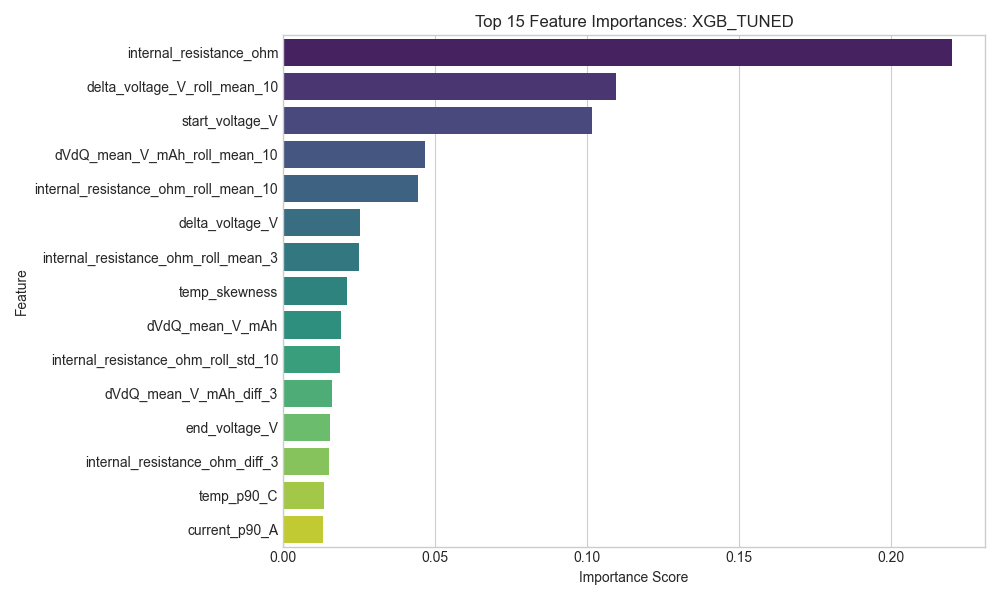 Top 15 Feature Importances: XGB_TUNED
Feature
internal_resistance_ohm
delta_voltage_V_roll_mean_10
start_voltage_V
dVdQ_mean_V_mAh_roll_mean_10
internal_resistance_ohm_roll_mean_10
delta_voltage_V
internal_resistance_ohm_roll_mean_3
temp_skewness
dVdQ_mean_V_mAh
internal_resistance_ohm_roll_std_10
dVdQ_mean_V_mAh_diff_3
end_voltage_V
internal_resistance_ohm_diff_3
temp_p90_C
current_p90_A
0.00 0.05 0.10 0.15 0.20
Importance Score